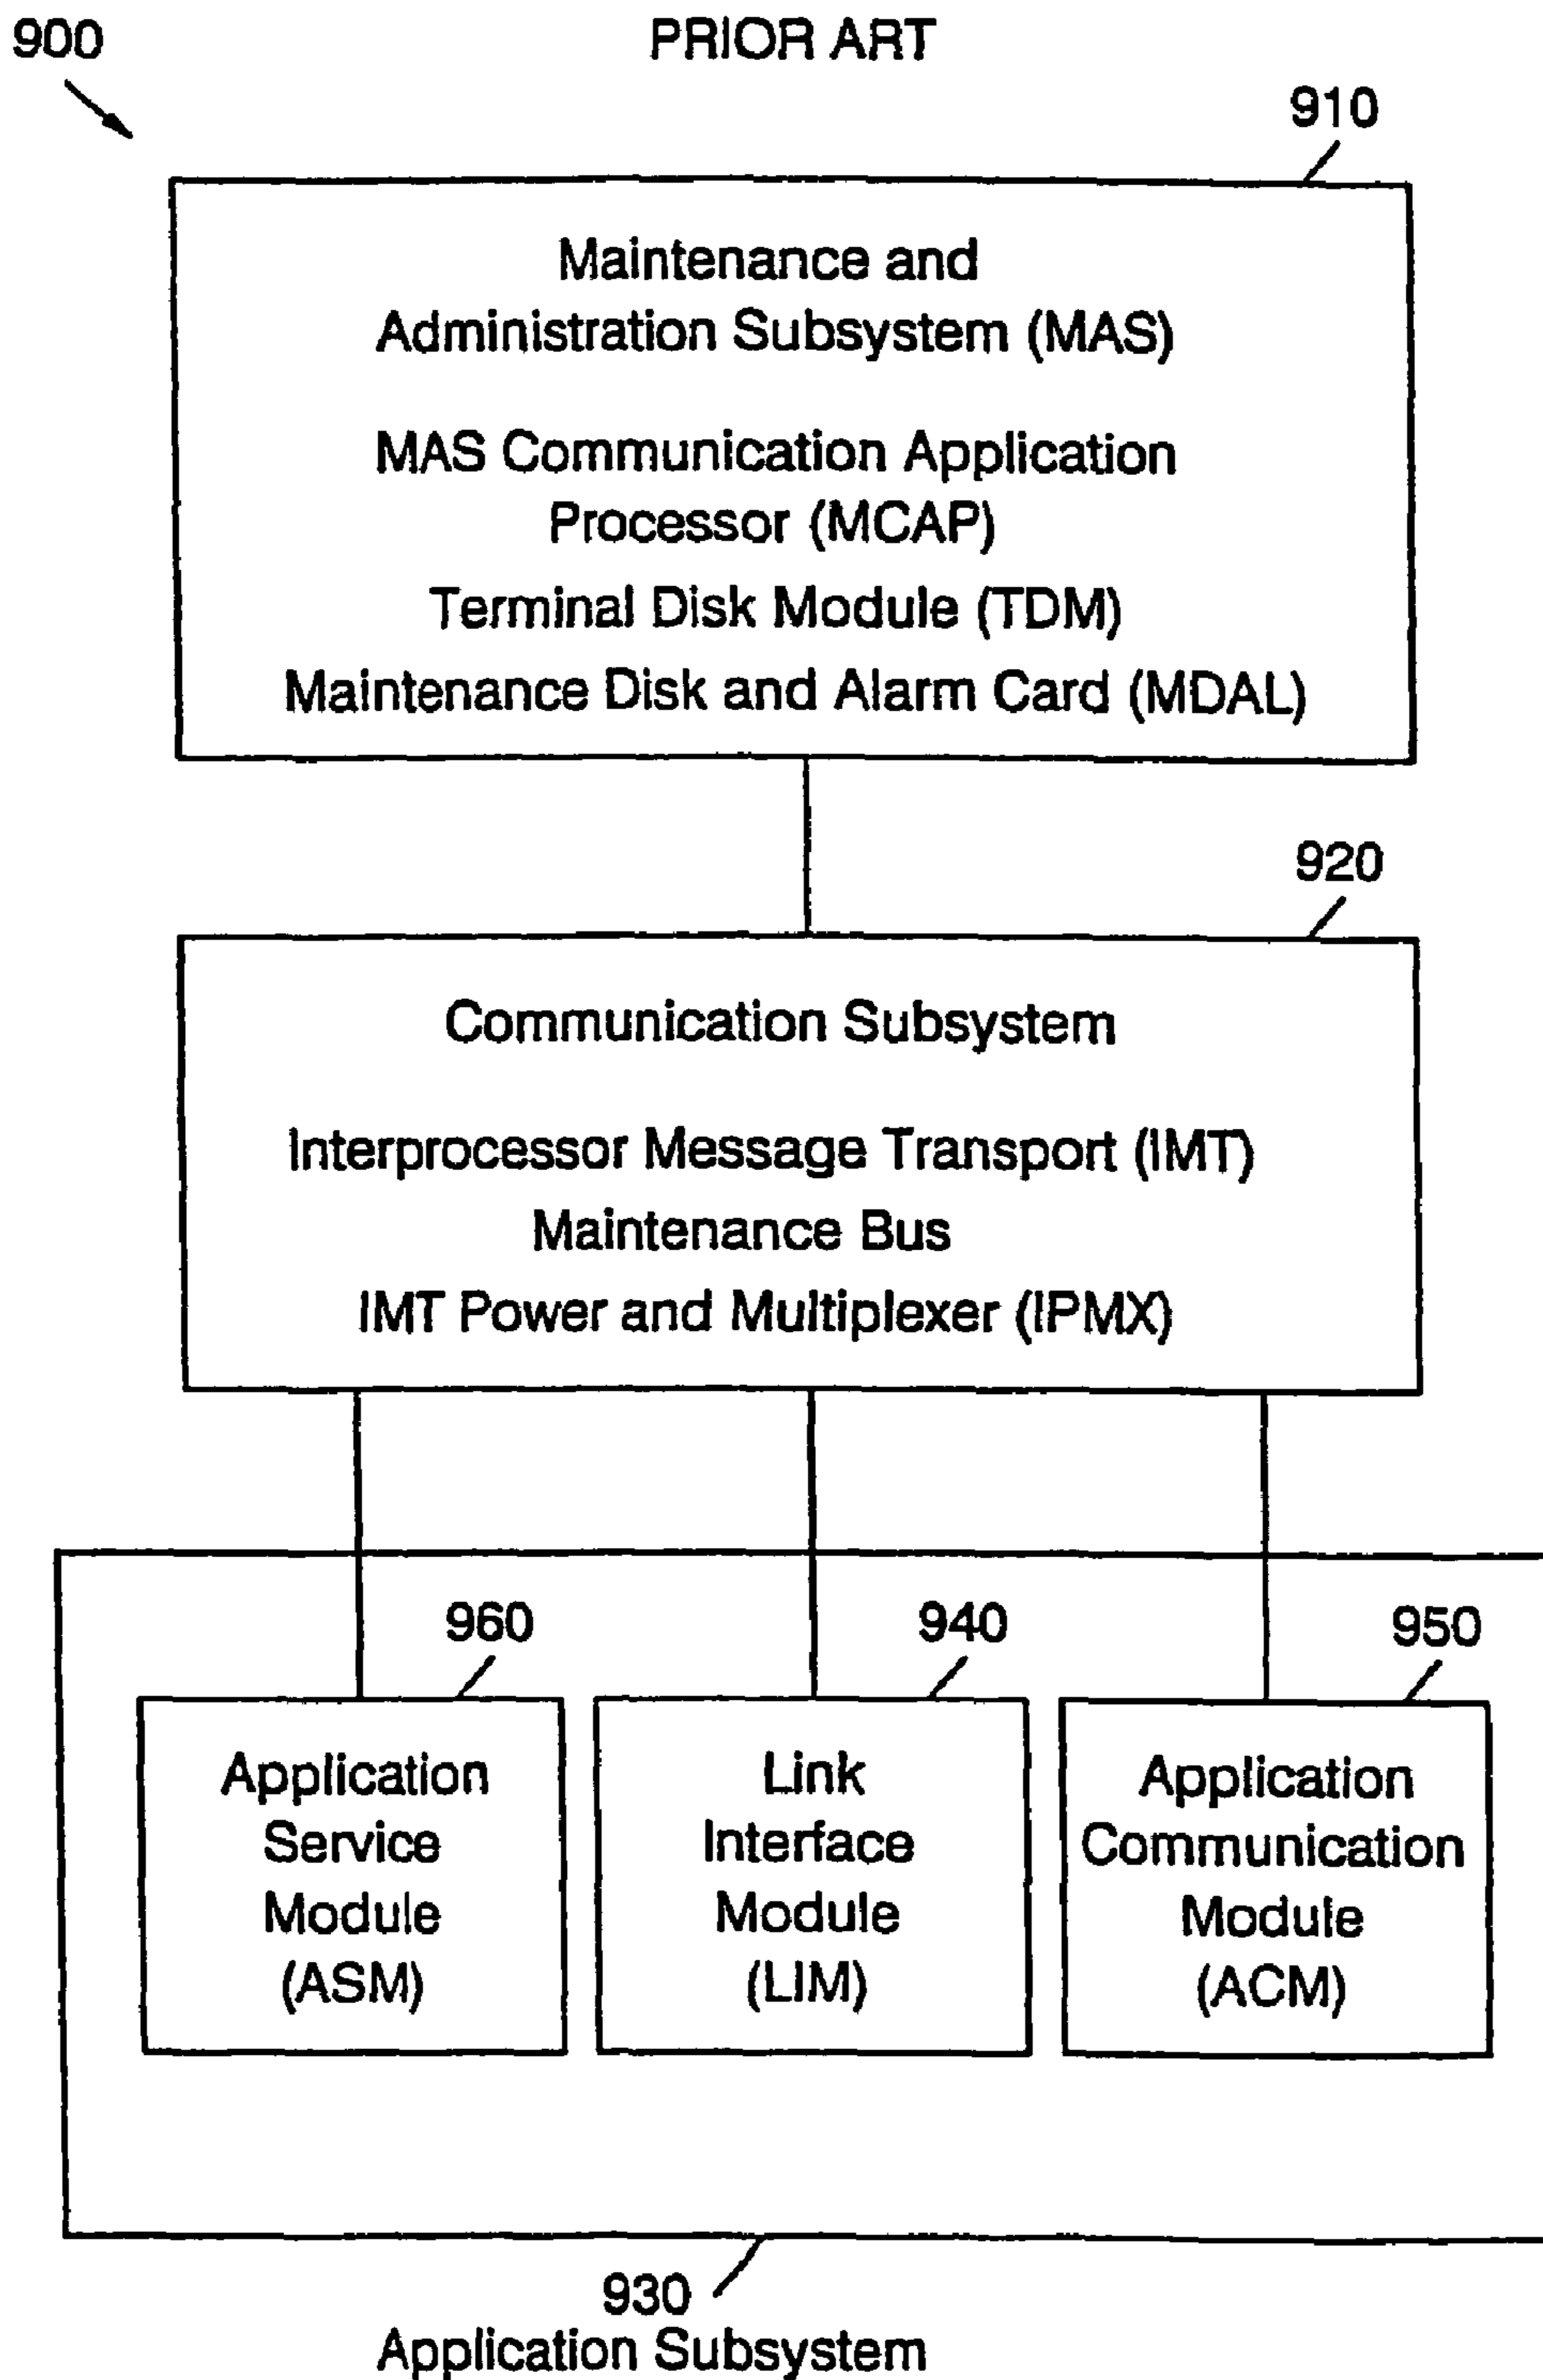 900
PRIOR ART
910
Maintenance and
Administration Subsystem (MAS)
MAS Communication Application
Processor (MCAP)
Terminal Disk Module (TDM)
Maintenance Disk and Alarm Card (MDAL)
920
Communication Subsystem
Interprocessor Message Transport (IMT)
Maintenance Bus
IMT Power and Multiplexer (IPMX)
960
Application
Service
Module
(ASM)
940
Link
Interface
Module
(LIM)
950
Application
Communication
Module
(ACM)
930
Application Subsystem